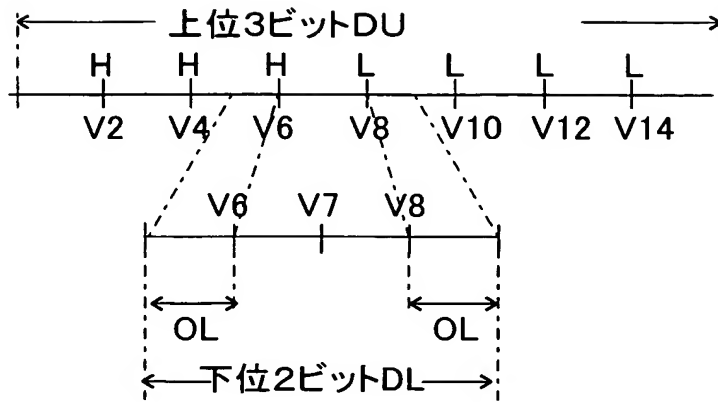 上位3ビットDU
H H H L L L L
V2 V4 V6 V8 V10 V12 V14
V6 V7 V8
OL OL
下位2ビットDL